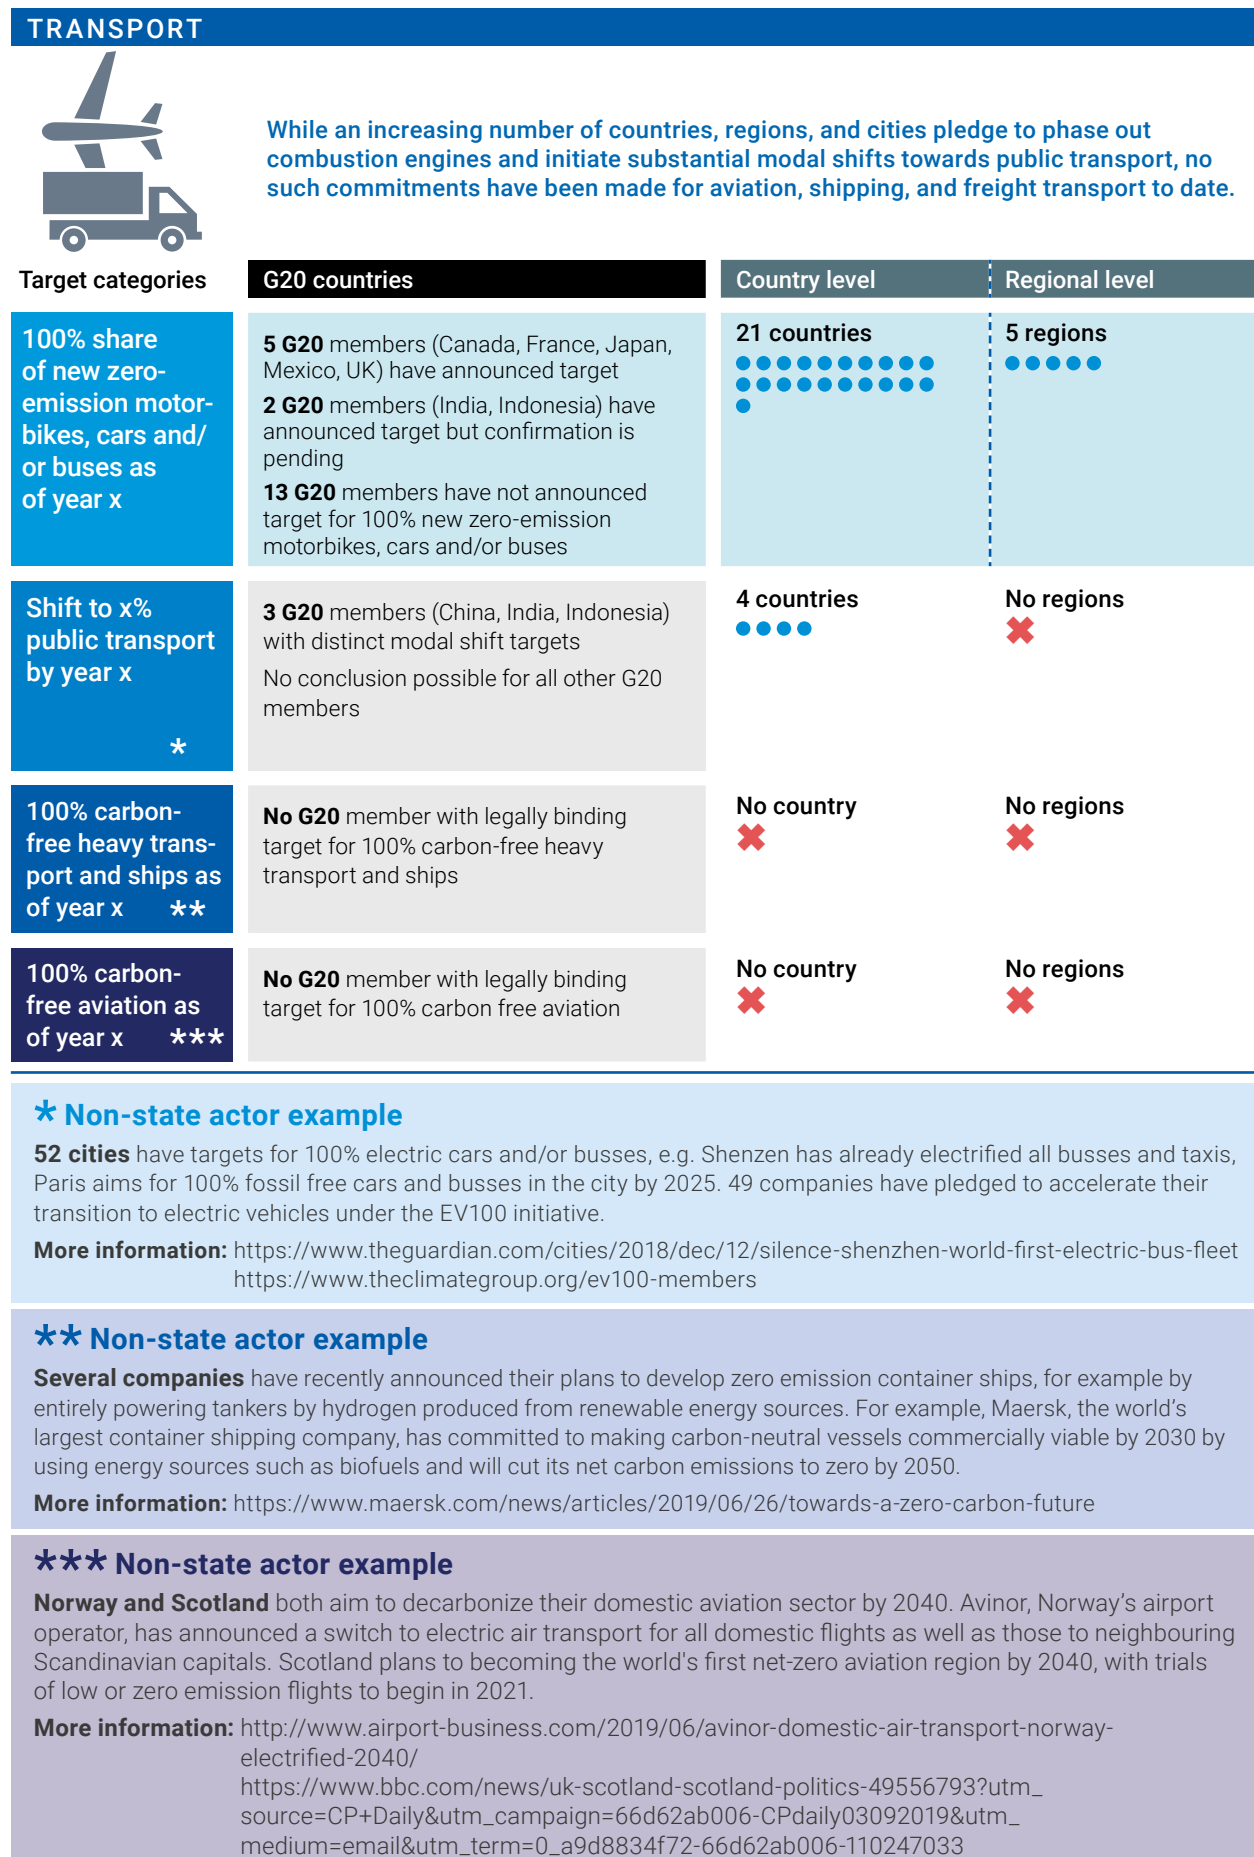 TRANSPORT
While an increasing number of countries, regions, and cities pledge to phase out
combustion engines and initiate substantial modal shifts towards public transport, no
such commitments have been made for aviation, shipping, and freight transport to date.
Target categories
G20 countries
Country level
Regional level
100% share
of new zero-
emission motor-
bikes, cars and/
or buses as
of year x
5 G20 members (Canada, France, Japan,
Mexico, UK) have announced target
2 G20 members (India, Indonesia) have
announced target but confirmation is
pending
13 G20 members have not announced
target for 100% new zero-emission
motorbikes, cars and/or buses
21 countries
5 regions
Shift to x%
public transport
by year x
*
3 G20 members (China, India, Indonesia)
with distinct modal shift targets
No conclusion possible for all other G20
members
4 countries
No regions
100% carbon-
free heavy trans-
port and ships as
of year x **
No G20 member with legally binding
target for 100% carbon-free heavy
transport and ships
No country
No regions
100% carbon-
free aviation as
of year x ***
No G20 member with legally binding
target for 100% carbon free aviation
No country
No regions
* Non-state actor example
52 cities have targets for 100% electric cars and/or busses, e.g. Shenzen has already electrified all busses and taxis,
Paris aims for 100% fossil free cars and busses in the city by 2025. 49 companies have pledged to accelerate their
transition to electric vehicles under the EV100 initiative.
More information: https://www.theguardian.com/cities/2018/dec/12/silence-shenzhen-world-first-electric-bus-fleet
https://www.theclimategroup.org/ev100-members
** Non-state actor example
Several companies have recently announced their plans to develop zero emission container ships, for example by
entirely powering tankers by hydrogen produced from renewable energy sources. For example, Maersk, the world's
largest container shipping company, has committed to making carbon-neutral vessels commercially viable by 2030 by
using energy sources such as biofuels and will cut its net carbon emissions to zero by 2050.
More information: https://www.maersk.com/news/articles/2019/06/26/towards-a-zero-carbon-future
*** Non-state actor example
Norway and Scotland both aim to decarbonize their domestic aviation sector by 2040. Avinor, Norway's airport
operator, has announced a switch to electric air transport for all domestic flights as well as those to neighbouring
Scandinavian capitals. Scotland plans to becoming the world's first net-zero aviation region by 2040, with trials
of low or zero emission flights to begin in 2021.
More information: http://www.airport-business.com/2019/06/avinor-domestic-air-transport-norway-
electrified-2040/
https://www.bbc.com/news/uk-scotland-scotland-politics-49556793?utm_
source=CP+Daily&utm_campaign=66d62ab006-CPdaily03092019&utm_
medium=email&utm_term=0_a9d8834f72-66d62ab006-110247033